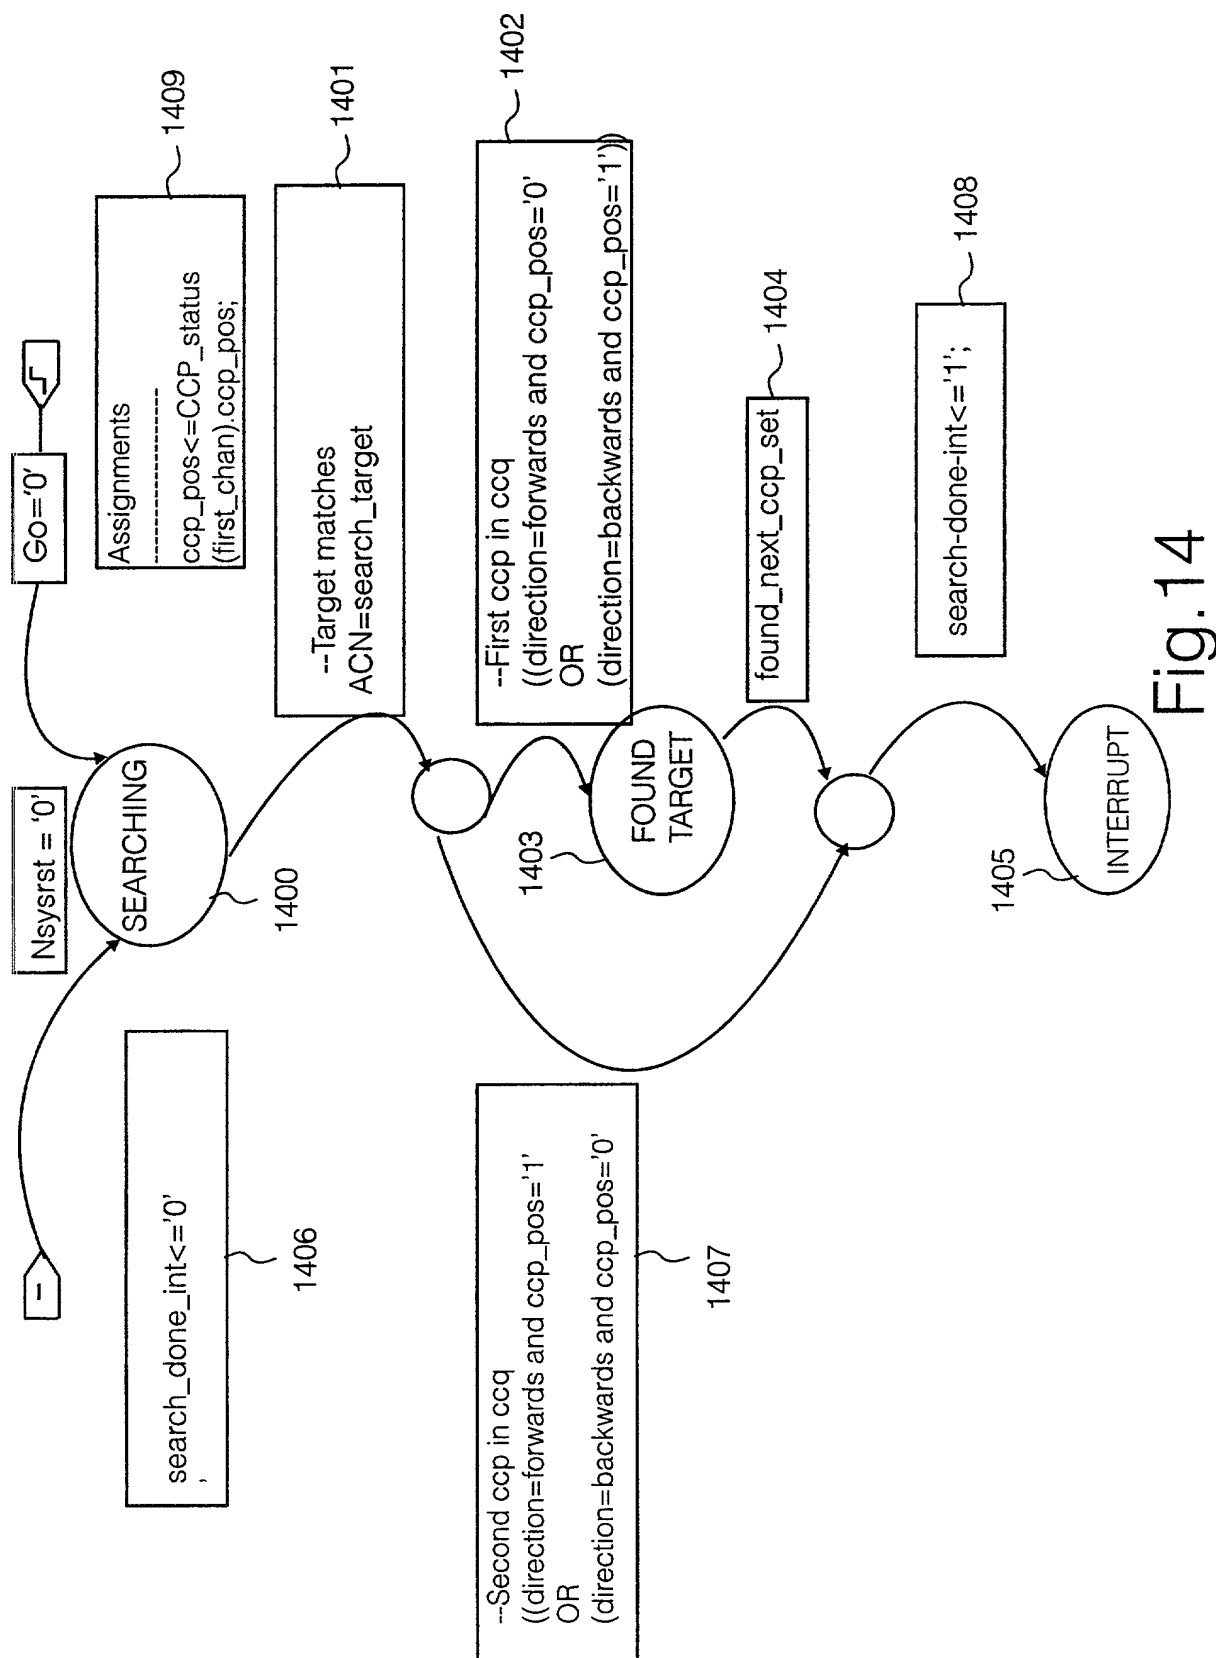 Nsysrst = '0'
Go='0'
search_done_int<='0'
,
1406
SEARCHING
1400
Assignments
----------------
ccp_pos<=CCP_status
(first_chan).ccp_pos;
1409
--Target matches
ACN=search_target
1401
--Second ccp in ccq
((direction=forwards and ccp_pos='1'
OR
(direction=backwards and ccp_pos='0'
1407
--First ccp in ccq
((direction=forwards and ccp_pos='0'
OR
(direction=backwards and ccp_pos='1'))
1402
1403
FOUND
TARGET
found_next_ccp_set
1404
search-done-int<='1';
1408
1405
INTERRUPT
Fig.14